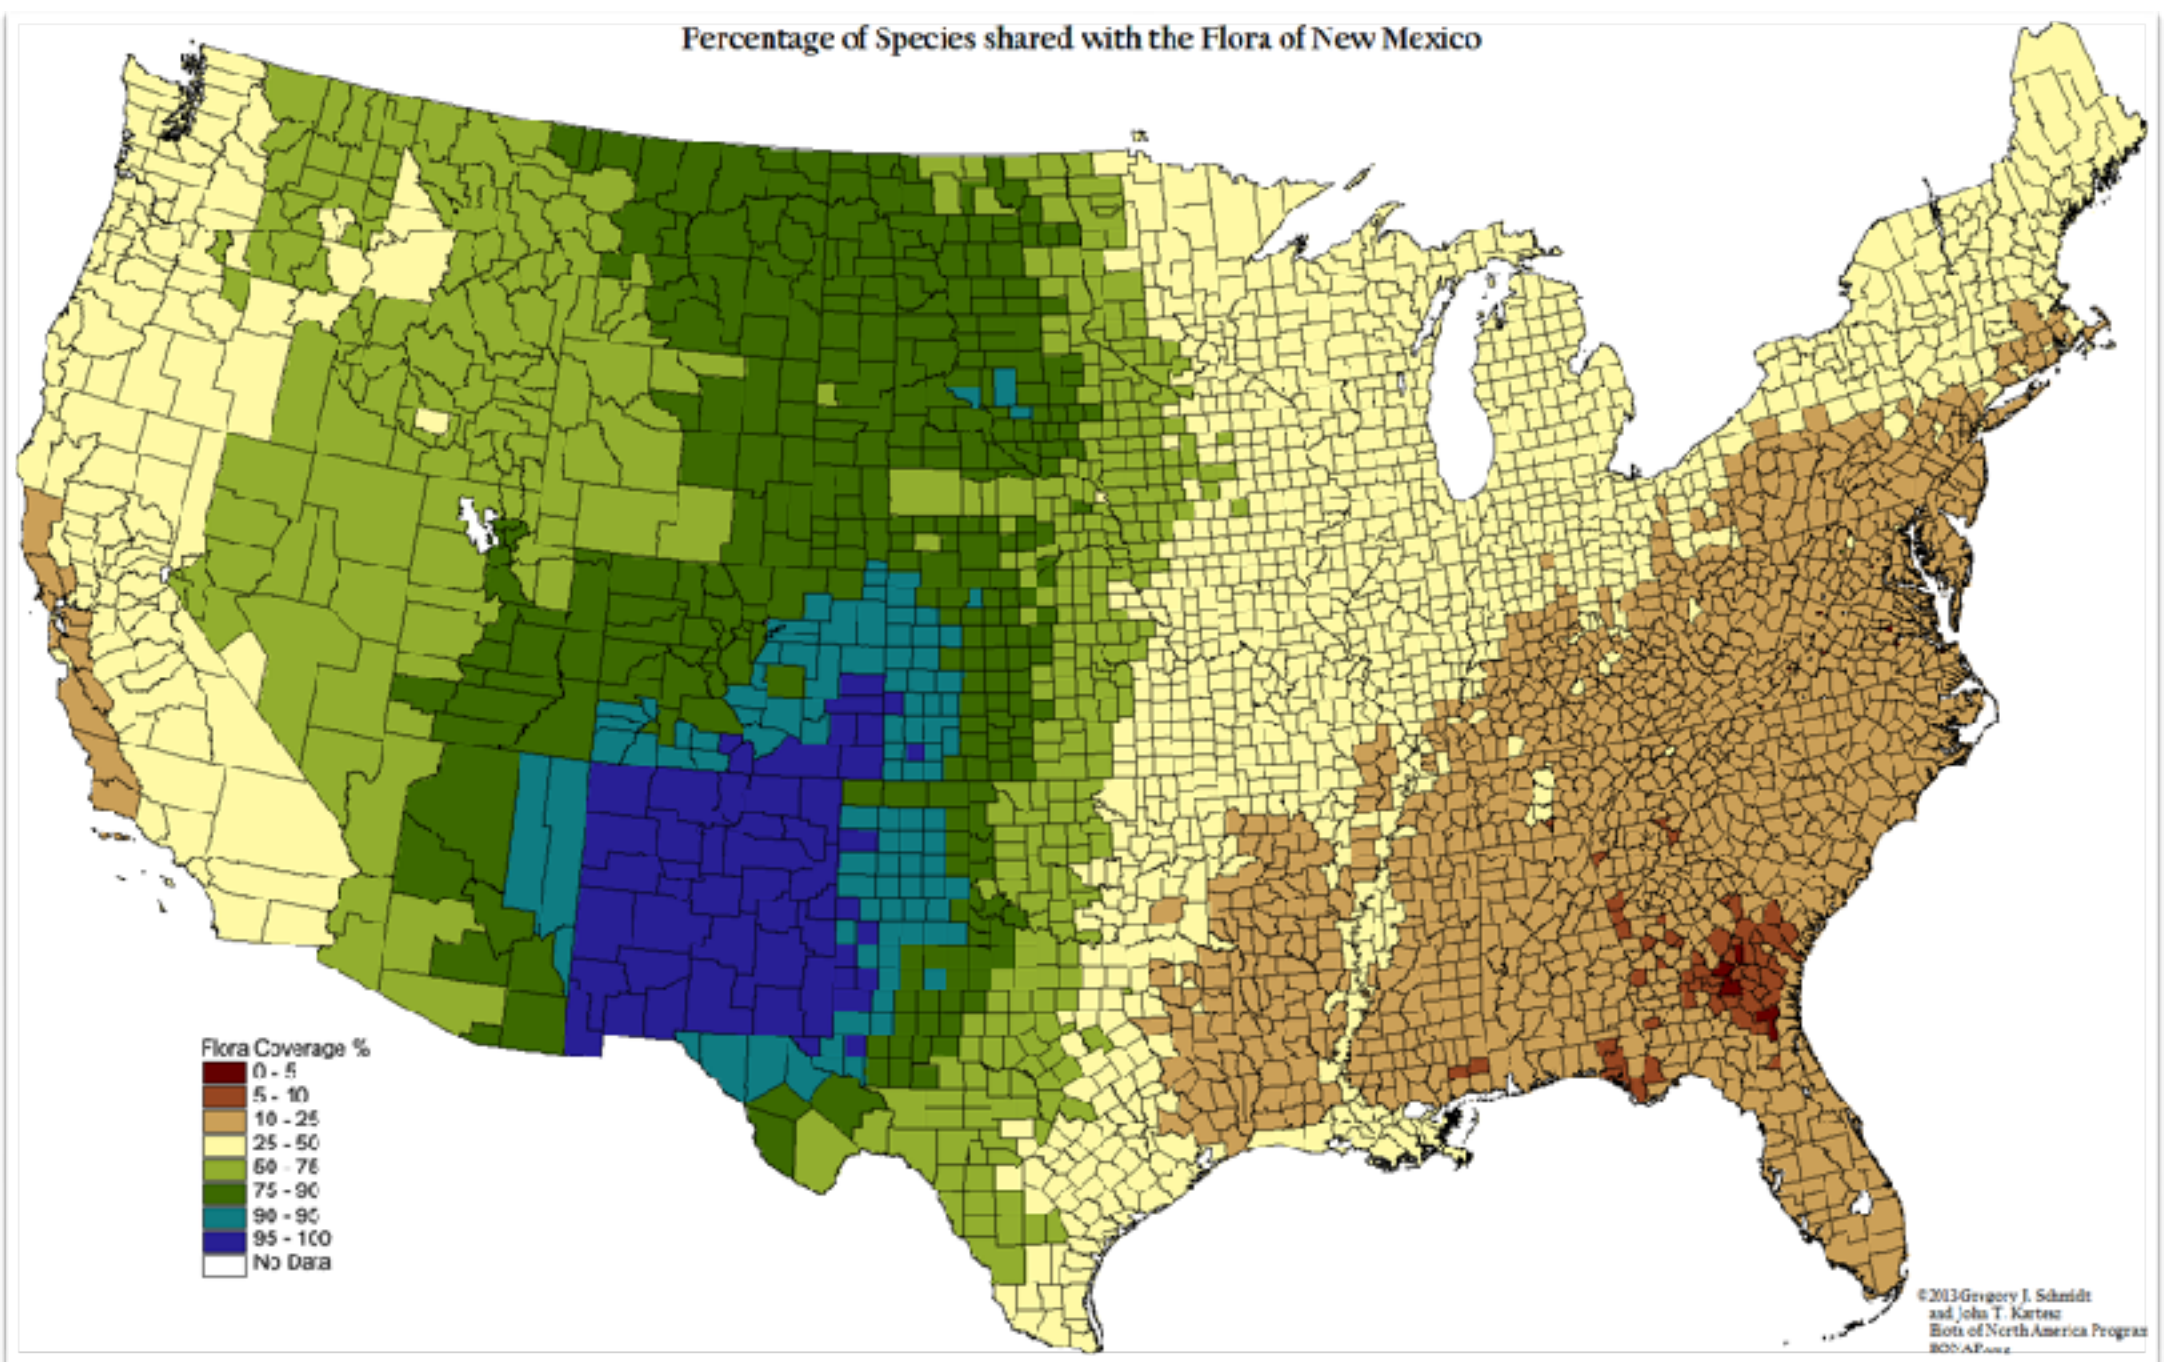 Percentage of Species shared with the Flora of New Mexico
Flora Coverage %
0 - 5
5 - 10
10 - 25
25 - 50
50 - 75
75 - 90
90 - 95
95 - 100
No Data
©2013 Gregory J. Schmidt
and John T. Kartesz
Biota of North America Program